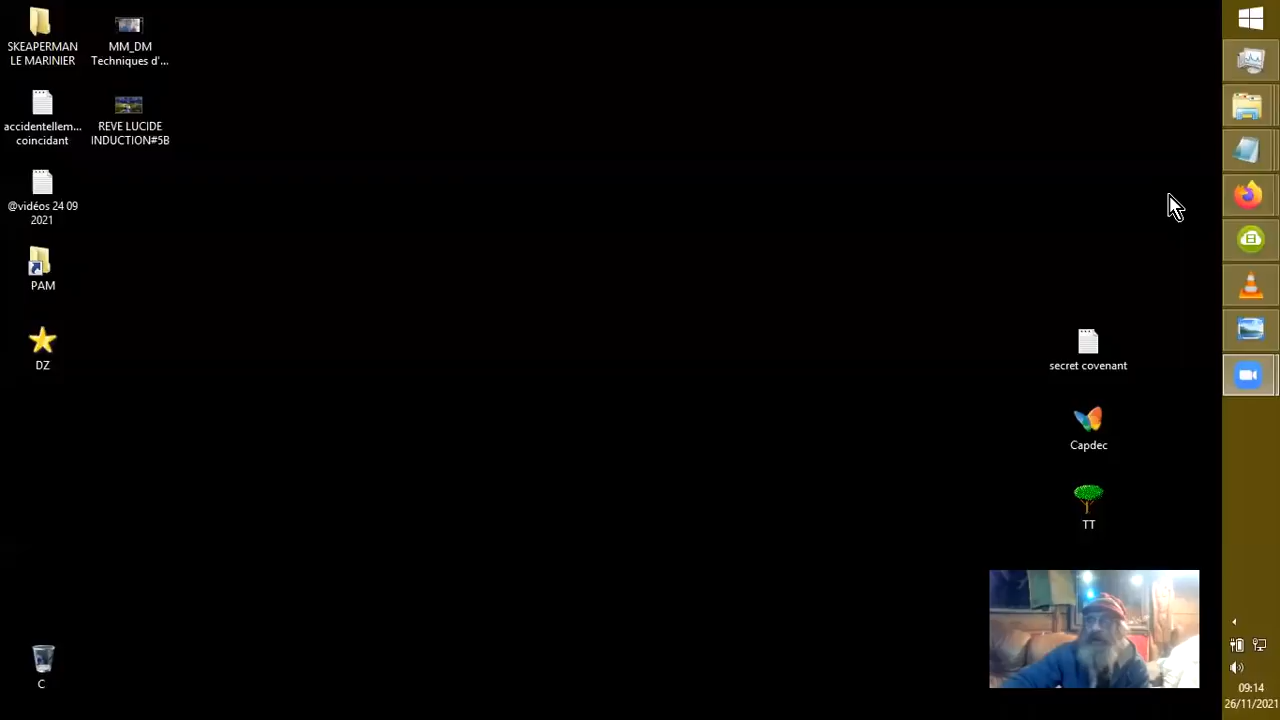 SKEAPERMAN
LE MARINIER
MM_DM
Techniques d'...
accidentellem...
coincidant
REVE LUCIDE
INDUCTION#5B
@vidéos 24 09
2021
PAM
DZ
secret covenant
Capdec
TT
C
09:14
26/11/2021